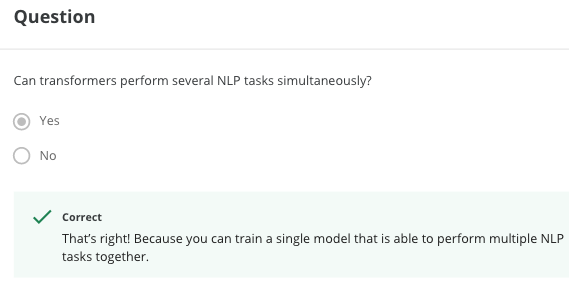 Question
Can transformers perform several NLP tasks simultaneously?
Yes
No
Correct
That's right! Because you can train a single model that is able to perform multiple NLP
tasks together.